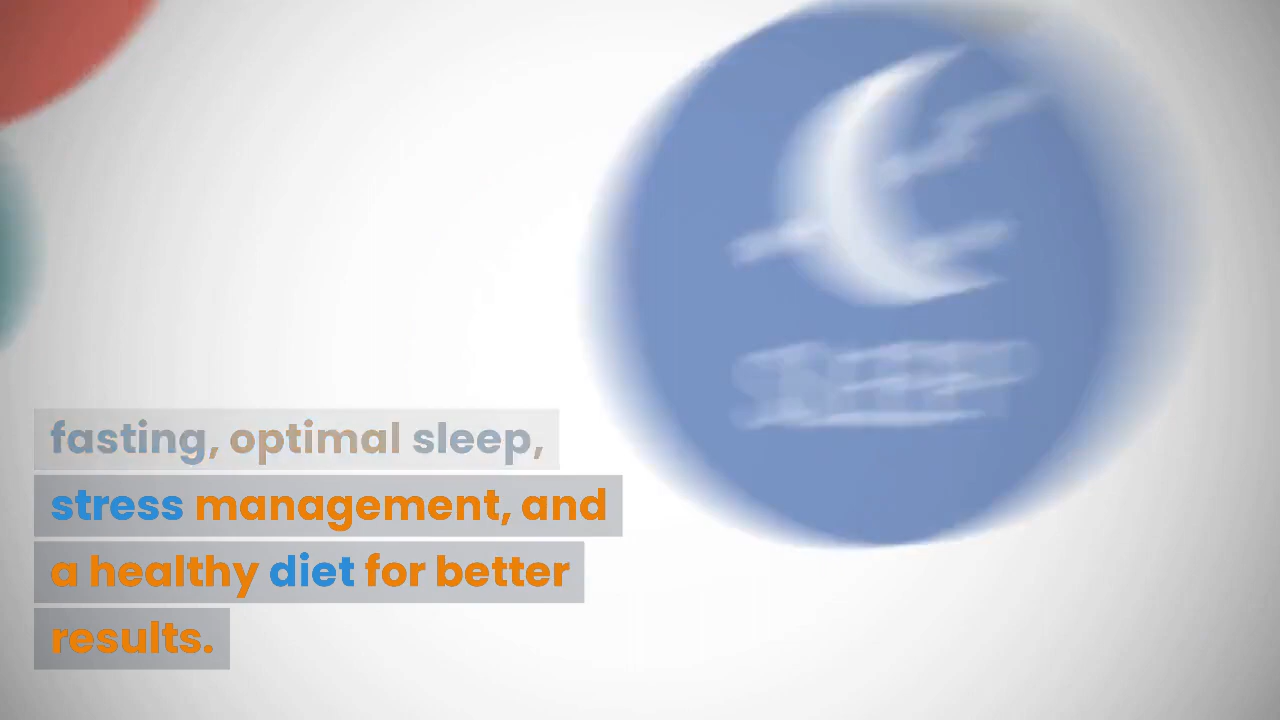 fasting, optimal sleep,
stress management, and
a healthy diet for better
results.